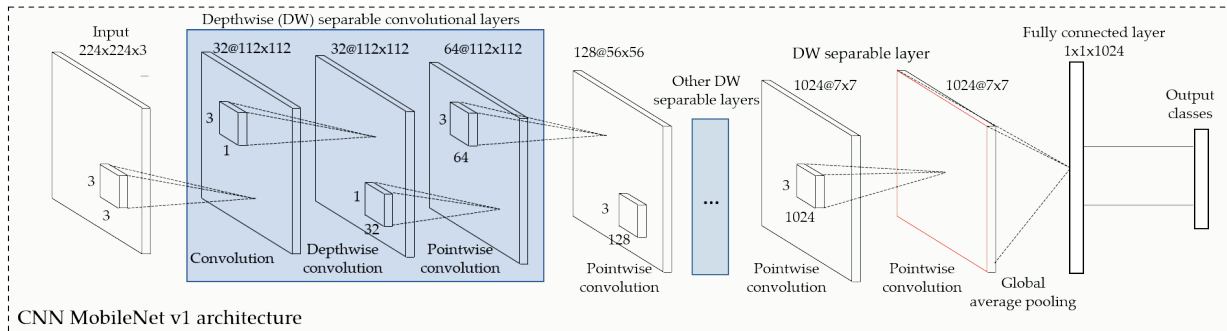 Depthwise (DW) separable convolutional layers
Input
224x224x3
32@112x112
32@112x112
64@112x112
128@56x56
Other DW
separable layers
DW separable layer
1024@7x7
1024@7x7
Fully connected layer
1x1x1024
Output
classes
3
3
3
1
1
32
3
64
3
128
...
3
1024
Convolution
Depthwise
convolution
Pointwise
convolution
Pointwise
convolution
Pointwise
convolution
Pointwise
convolution
Global
average pooling
CNN MobileNet v1 architecture